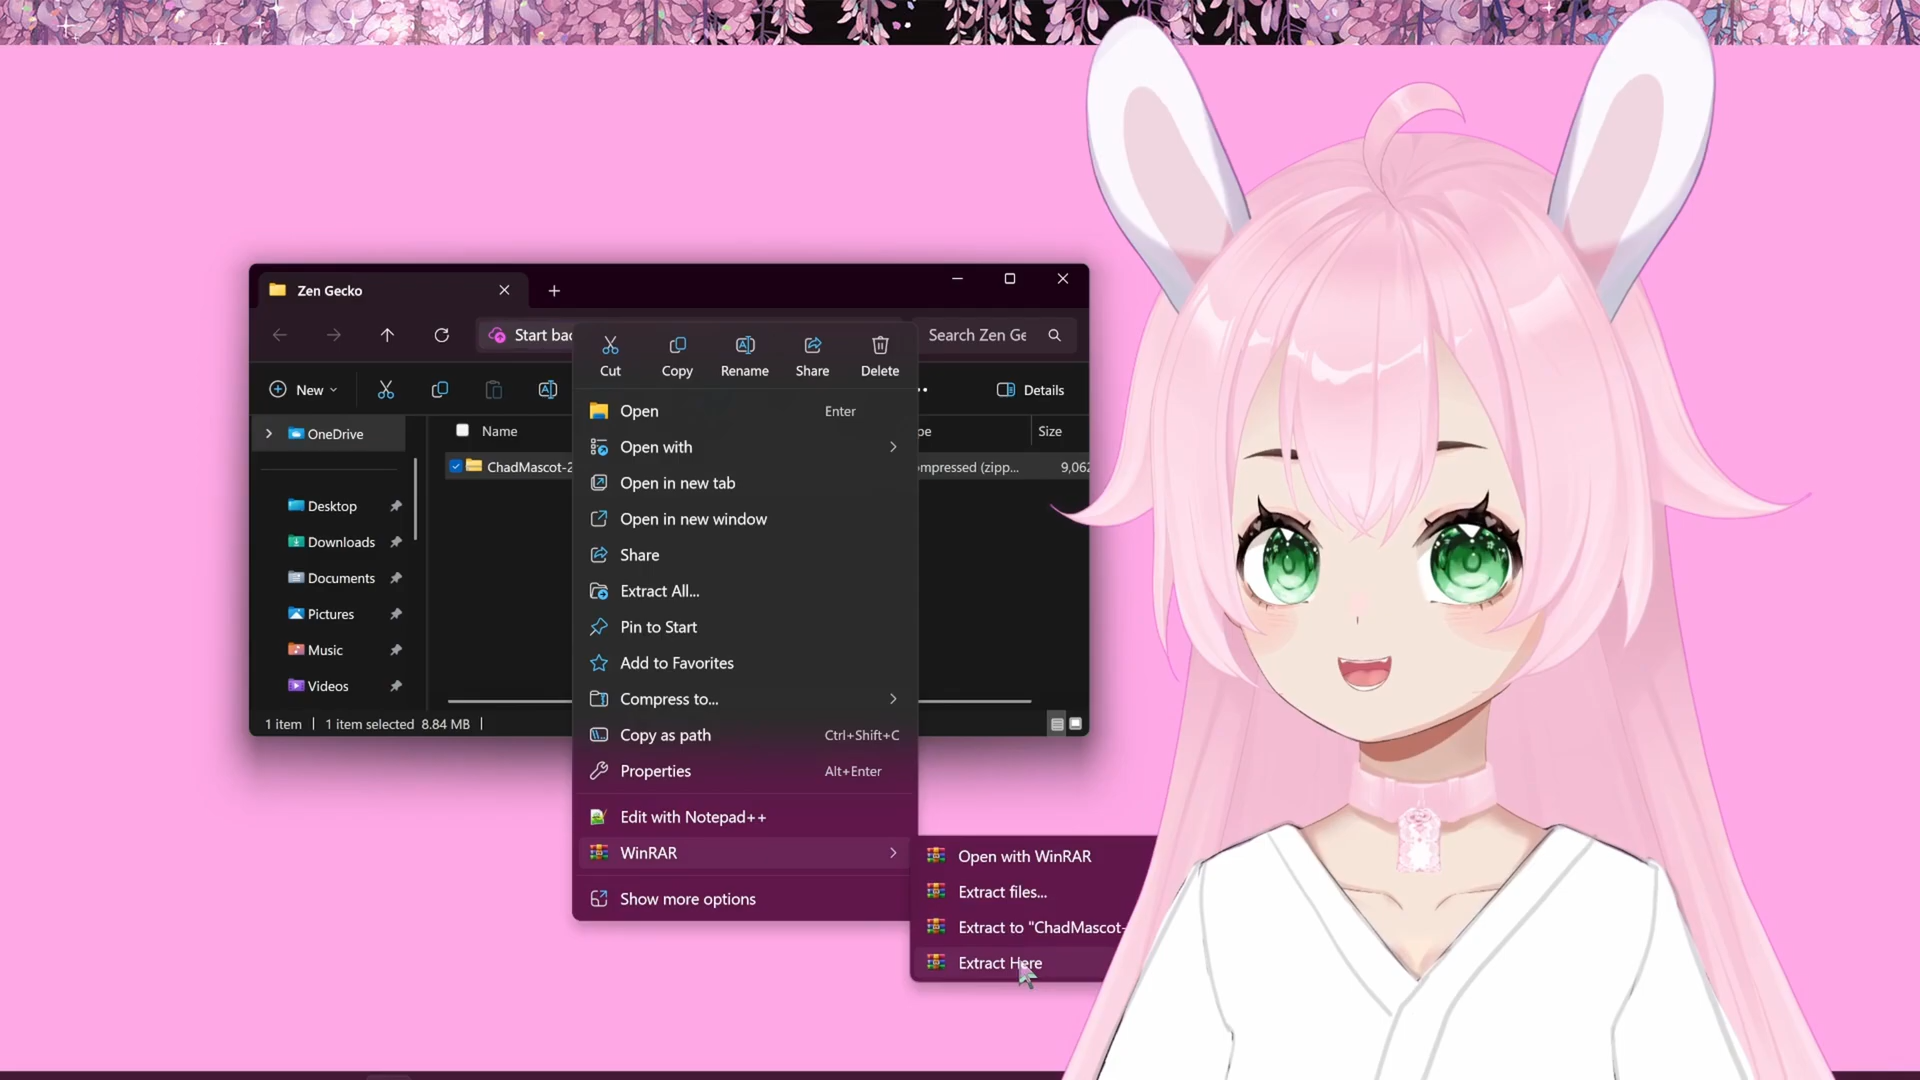 Zen Gecko
Start bac
Search Zen Ge
Cut
Copy
Rename
Share
Delete
New
Details
Open
Enter
OneDrive
Name
pe
Size
Open with
ChadMascot-2
ompressed (zipp...
9,062
Open in new tab
Desktop
Open in new window
Downloads
Share
Documents
Extract All...
Pictures
Pin to Start
Music
Add to Favorites
Videos
Compress to...
1 item
1 item selected 8.84 MB
Copy as path
Ctrl+Shift+C
Properties
Alt+Enter
Edit with Notepad++
WinRAR
Show more options
Open with WinRAR
Extract files...
Extract to "ChadMascot-
Extract Here